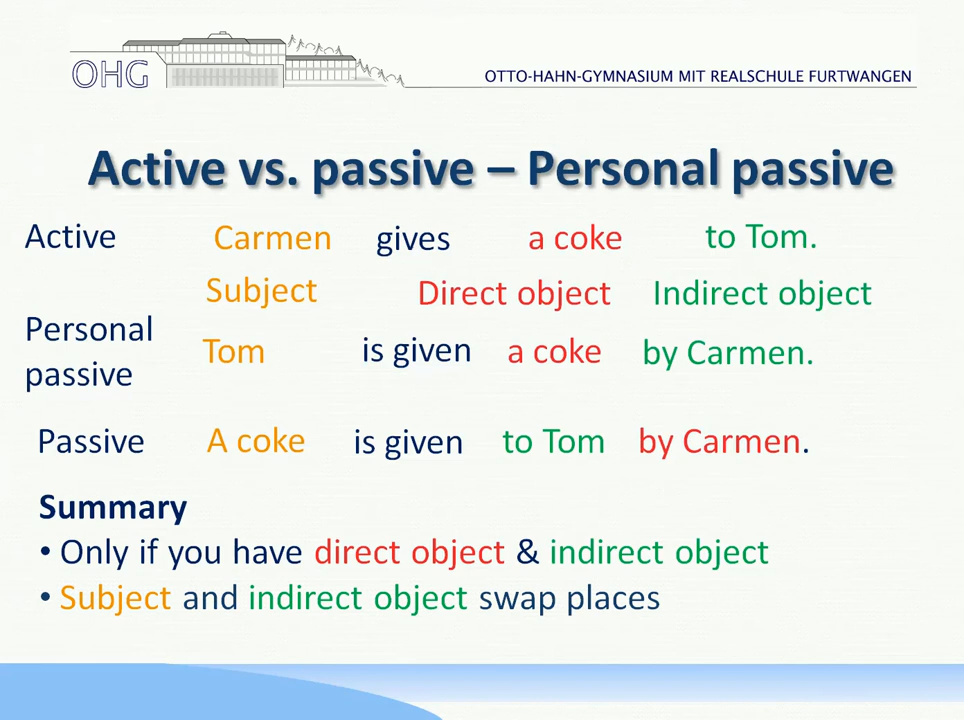 OHG
OTTO-HAHN-GYMNASIUM MIT REALSCHULE FURTWANGEN
Active vs. passive – Personal passive
Active Carmen gives a coke to Tom.
Subject Direct object Indirect object
Personal passive Tom is given a coke by Carmen.
Passive A coke is given to Tom by Carmen.
Summary
• Only if you have direct object & indirect object
• Subject and indirect object swap places